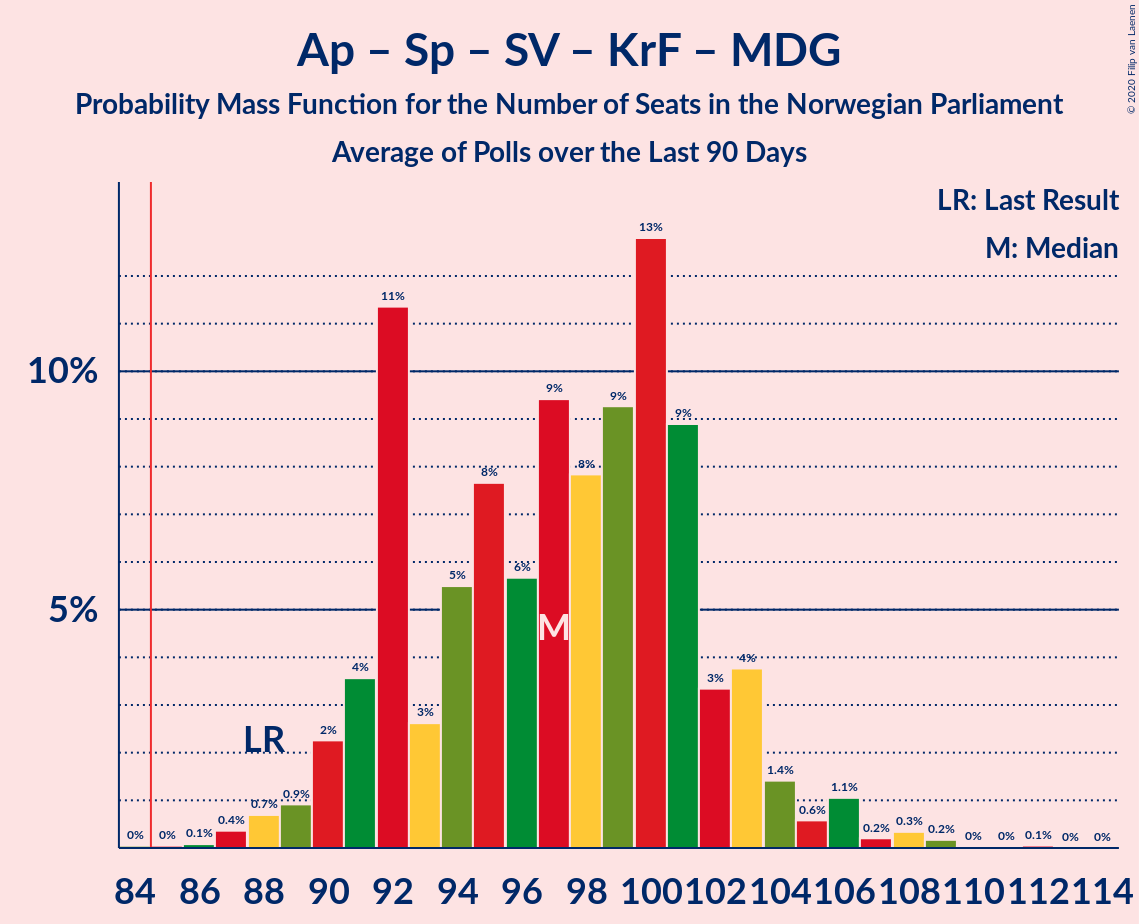 Ap – Sp – SV – KrF – MDG
Probability Mass Function for the Number of Seats in the Norwegian Parliament
Average of Polls over the Last 90 Days
© 2020 Filip van Laenen
LR: Last Result
M: Median
10%
5%
0% 0% 0.1% 0.4% 0.7% 0.9% 2% 4% 11% 3% 5% 8% 6% 9% 8% 9% 13% 9% 3% 4% 1.4% 0.6% 1.1% 0.2% 0.3% 0.2% 0% 0% 0.1% 0% 0%
LR
M
84 86 88 90 92 94 96 98 100 102 104 106 108 110 112 114